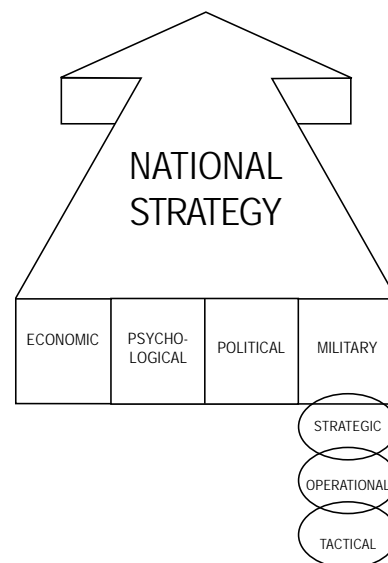 NATIONAL
STRATEGY
ECONOMIC
PSYCHO-
LOGICAL
POLITICAL
MILITARY
STRATEGIC
OPERATIONAL
TACTICAL